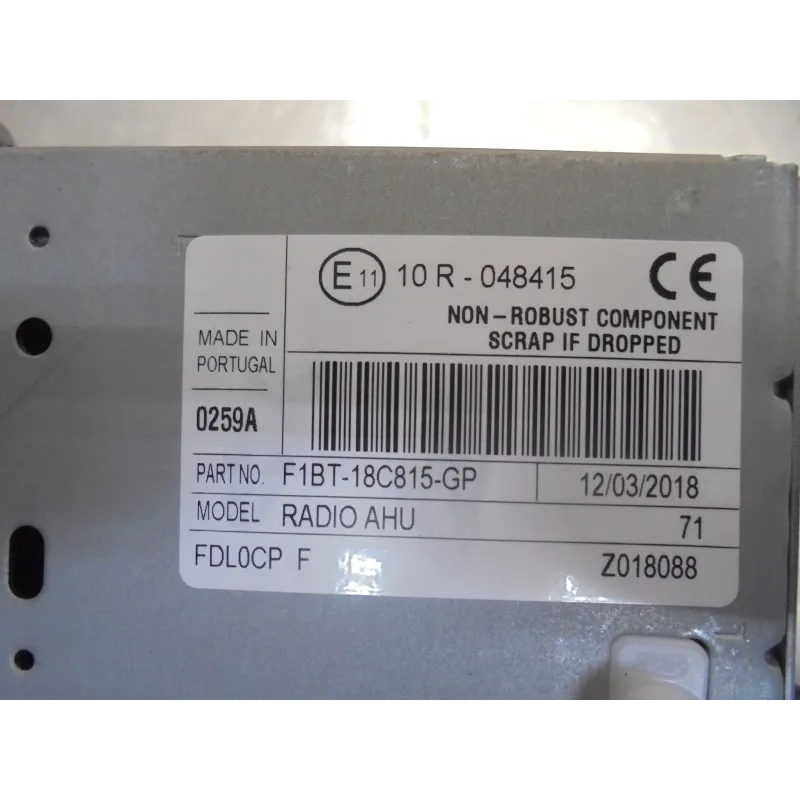 E 11 10 R - 048415 CE
NON-ROBUST COMPONENT
SCRAP IF DROPPED
MADE IN
PORTUGAL
0259A
PART NO. F1BT-18C815-GP 12/03/2018
MODEL RADIO AHU 71
FDL0CP F Z018088